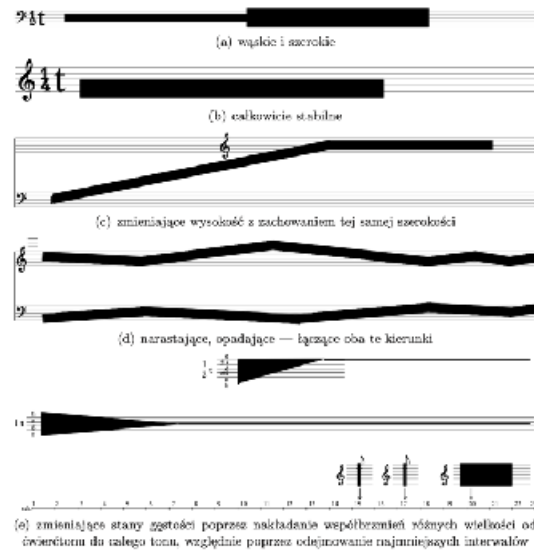 (a) wąskie i szerokie
(b) całkowicie stabilne
(c) zmieniające wysokość z zachowaniem tej samej szerokości
(d) narastające, opadające — łączące oba te kierunki
(e) zmieniające stany gęstości poprzez nakładanie współbrzmień różnych wielkości od
ćwierćtonu do całego tonu, względnie poprzez odejmowanie najmniejszych interwałów